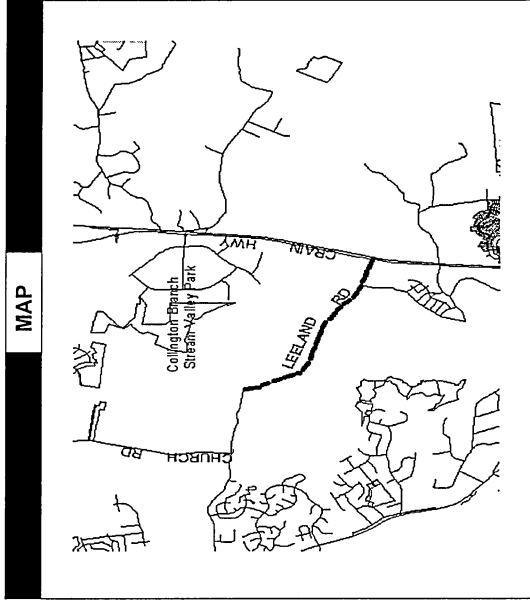 MAP
Collington Branch
Stream Valley Park
CRAIN HWY
LEELAND RD
CHURCH RD